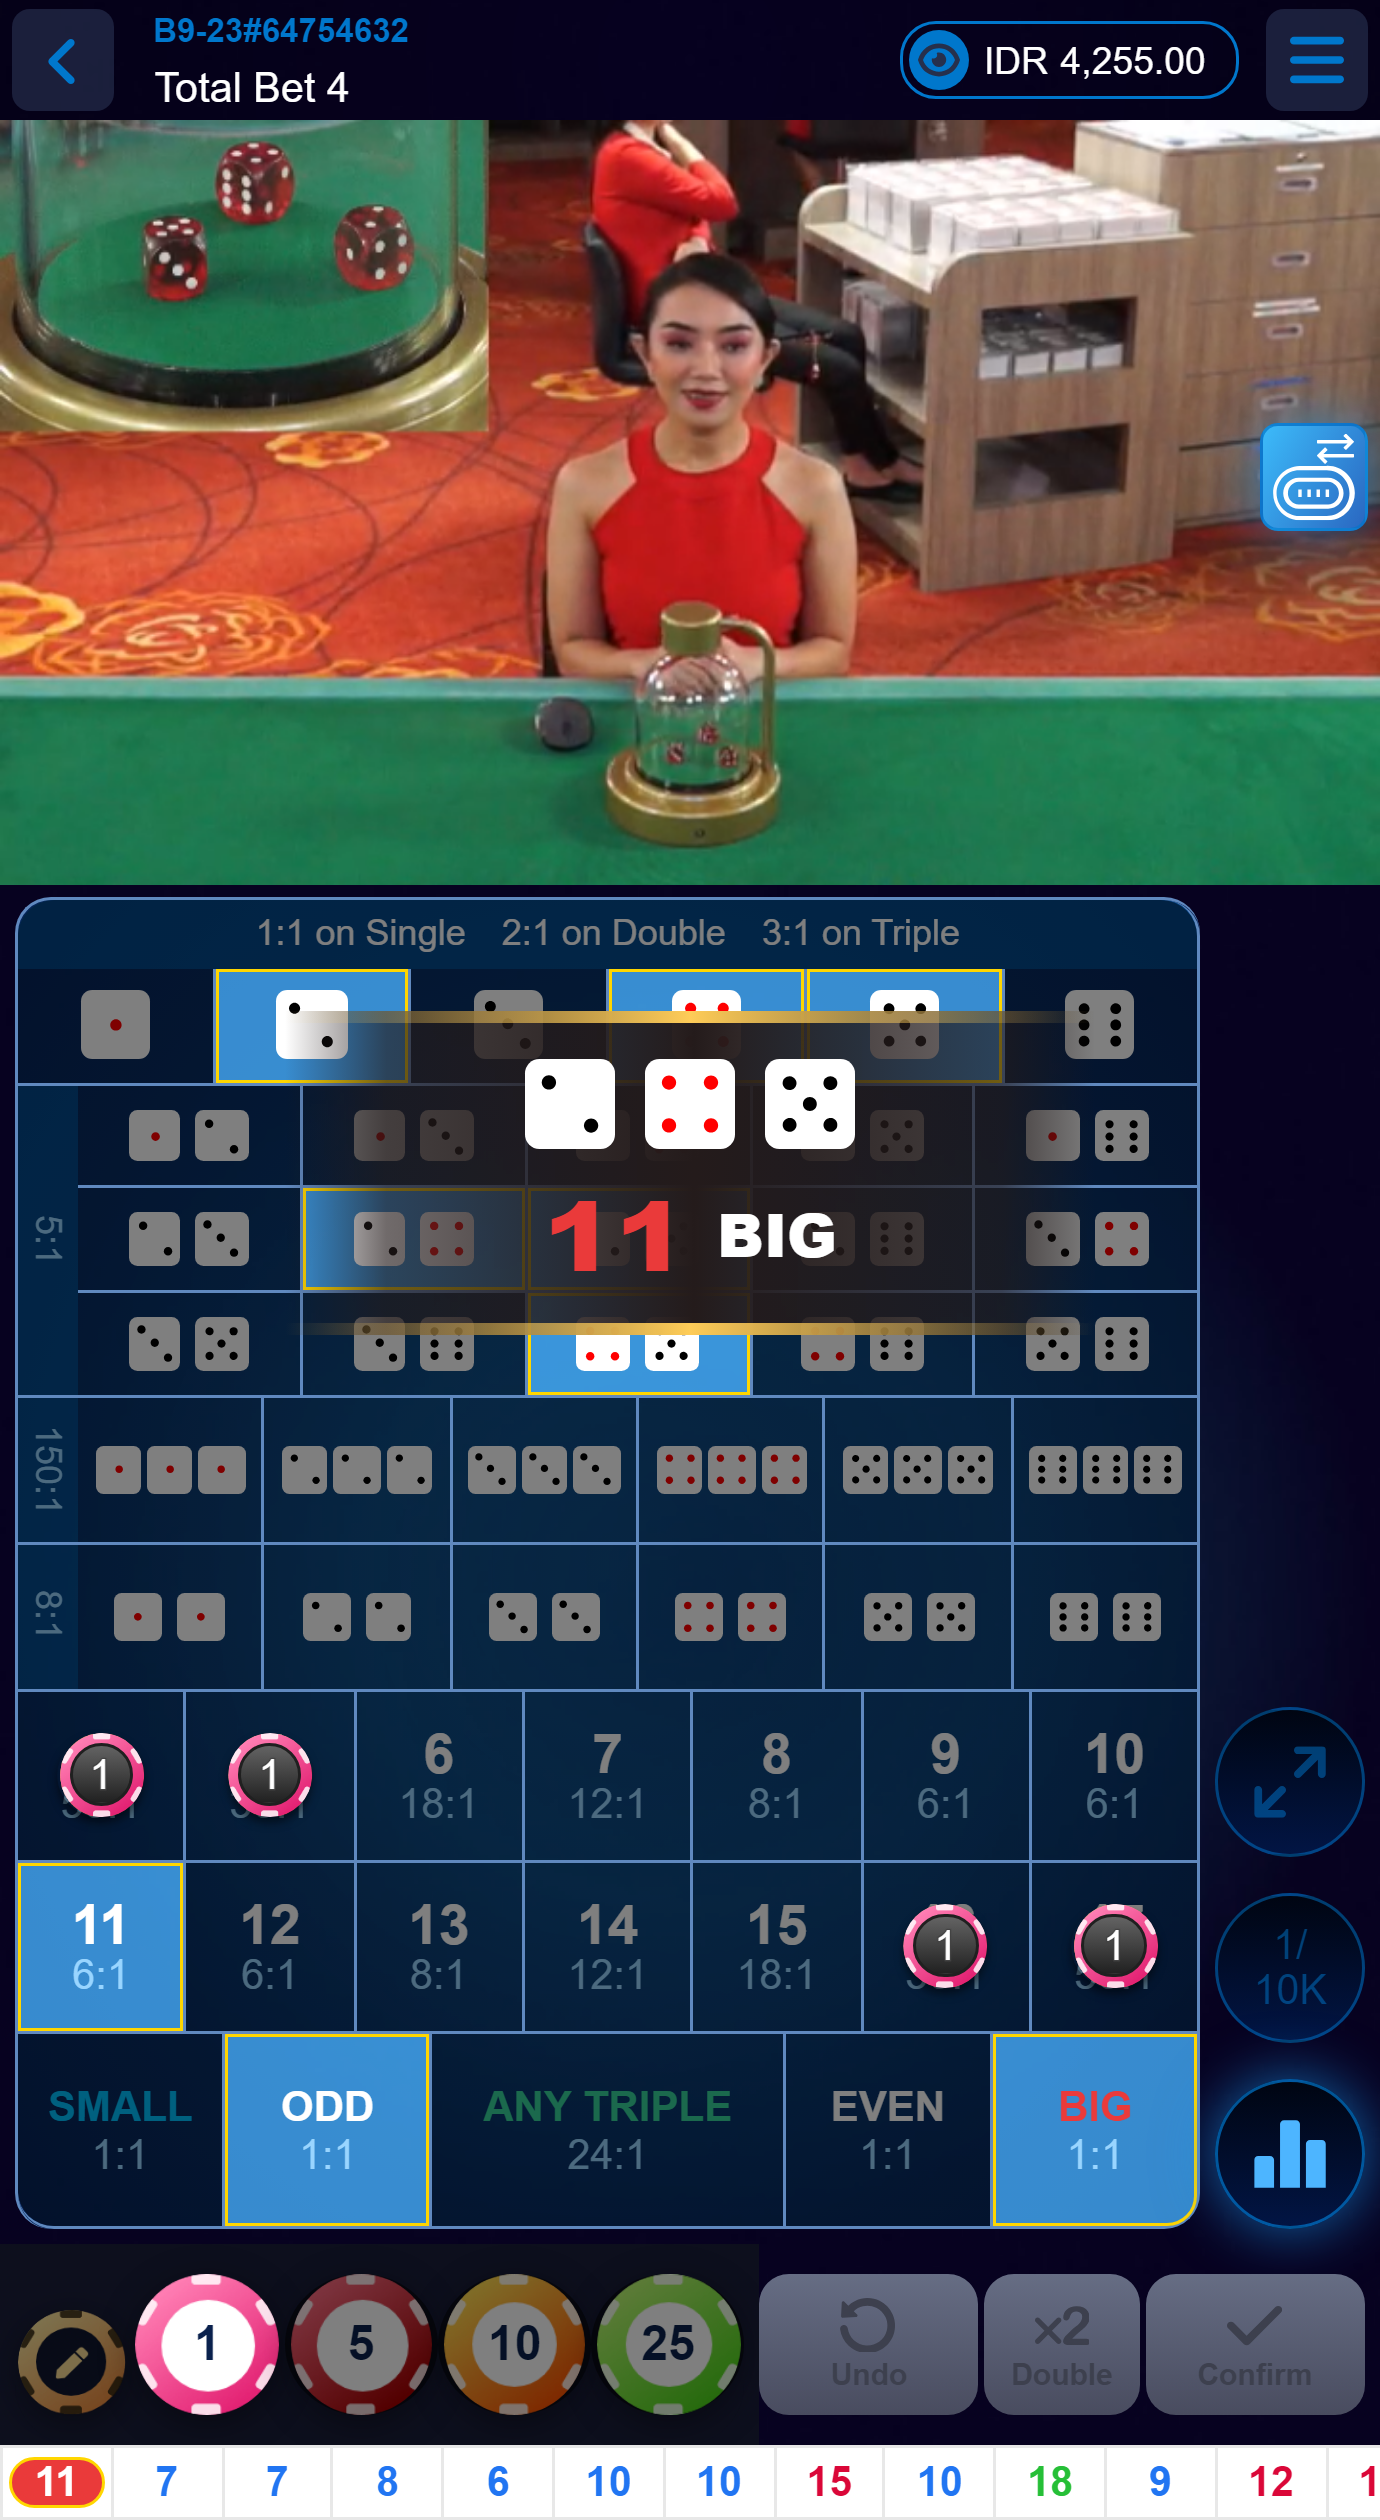 B9-23#64754632
Total Bet 4
IDR 4,255.00
1:1 on Single 2:1 on Double 3:1 on Triple
5:1
11 BIG
150:1
8:1
1 1 6 7 8 9 10
18:1 12:1 8:1 6:1 6:1
11 12 13 14 15 1 1
6:1 6:1 8:1 12:1 18:1
1/
10K
SMALL ODD ANY TRIPLE EVEN BIG
1:1 1:1 24:1 1:1 1:1
1 5 10 25
Undo
x2
Double
Confirm
11 7 7 8 6 10 10 15 10 18 9 12